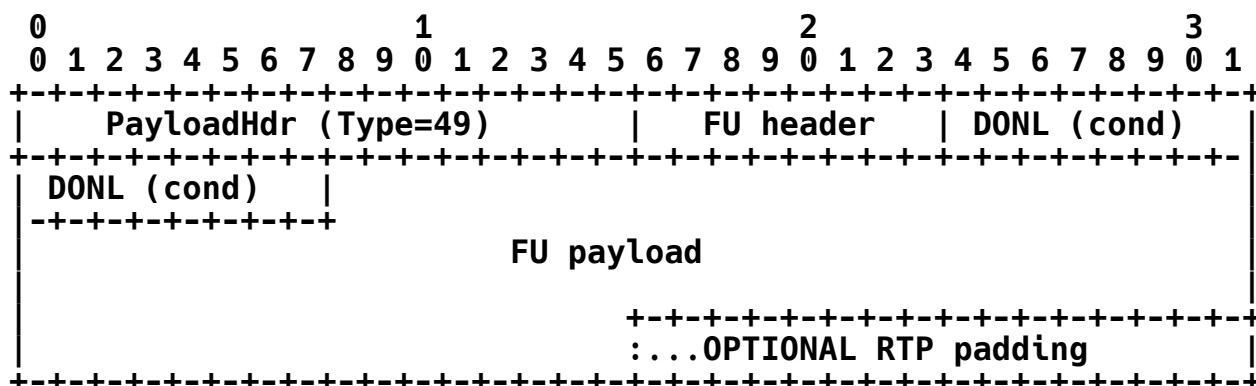 0                   1                   2                   3
0 1 2 3 4 5 6 7 8 9 0 1 2 3 4 5 6 7 8 9 0 1 2 3 4 5 6 7 8 9 0 1
+-+-+-+-+-+-+-+-+-+-+-+-+-+-+-+-+-+-+-+-+-+-+-+-+-+-+-+-+-+-+-+-+
|    PayloadHdr (Type=49)       |   FU header   | DONL (cond)   |
+-+-+-+-+-+-+-+-+-+-+-+-+-+-+-+-+-+-+-+-+-+-+-+-+-+-+-+-+-+-+-+-|
| DONL (cond)   |                                               |
|-+-+-+-+-+-+-+-+                                               |
|                         FU payload                            |
|                                                               |
|                               +-+-+-+-+-+-+-+-+-+-+-+-+-+-+-+-+
|                               :...OPTIONAL RTP padding        |
+-+-+-+-+-+-+-+-+-+-+-+-+-+-+-+-+-+-+-+-+-+-+-+-+-+-+-+-+-+-+-+-+